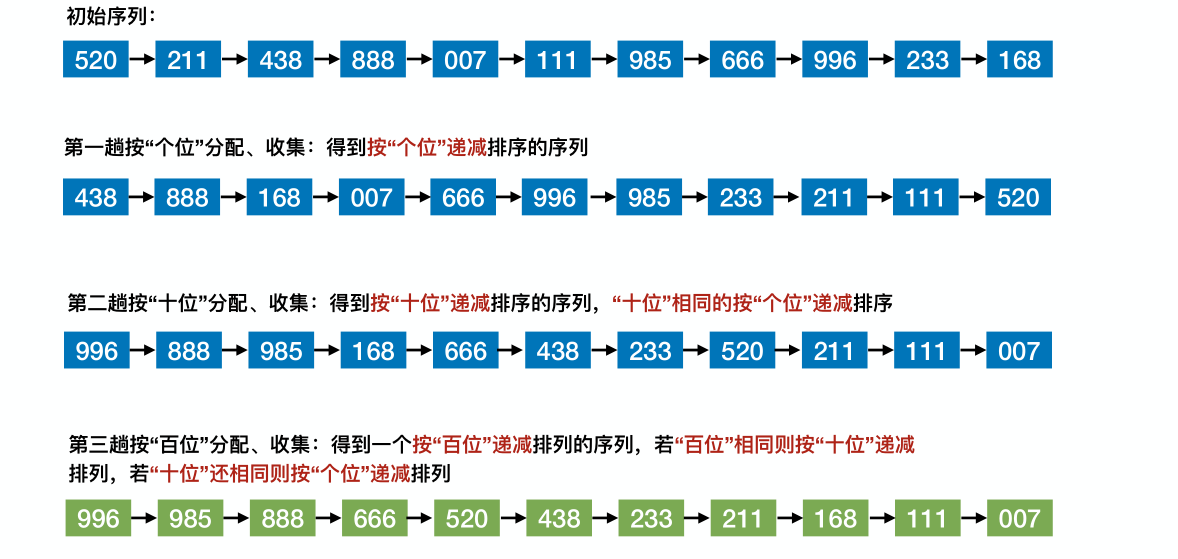 初始序列：
520 211 438 888 007 111 985 666 996 233 168
第一趟按“个位”分配、收集：得到按“个位”递减排序的序列
438 888 168 007 666 996 985 233 211 111 520
第二趟按“十位”分配、收集：得到按“十位”递减排序的序列，“十位”相同的按“个位”递减排序
996 888 985 168 666 438 233 520 211 111 007
第三趟按“百位”分配、收集：得到一个按“百位”递减排列的序列，若“百位”相同则按“十位”递减
排列，若“十位”还相同则按“个位”递减排列
996 985 888 666 520 438 233 211 168 111 007